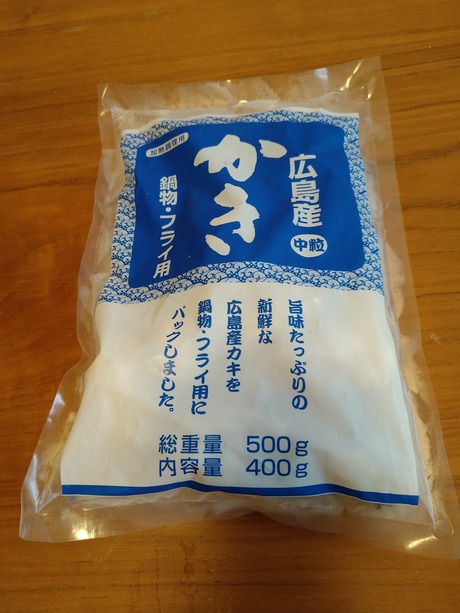 広島産
中粒
かき
加熱調理用
鍋物・フライ用
旨味たっぷりの
新鮮な
広島産カキを
鍋物・フライ用に
パックしました。
総重量 500g
内容量 400g